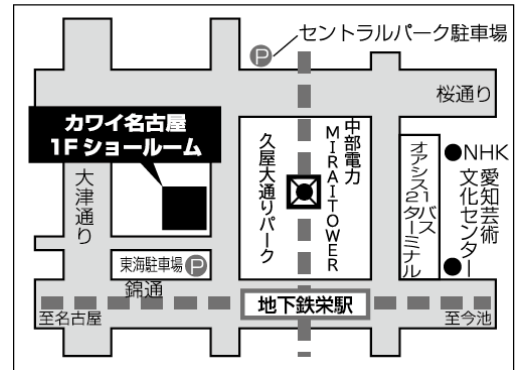 Ⓟ
セントラルパーク駐車場
桜通り
カワイ名古屋
1Fショールーム
大津通り
久屋大通りパーク
中部電力
MIRAITOWER
オアシス21バス
ターミナル
●NHK
愛知芸術
文化センター
東海駐車場Ⓟ
錦通
至名古屋
地下鉄栄駅
至今池